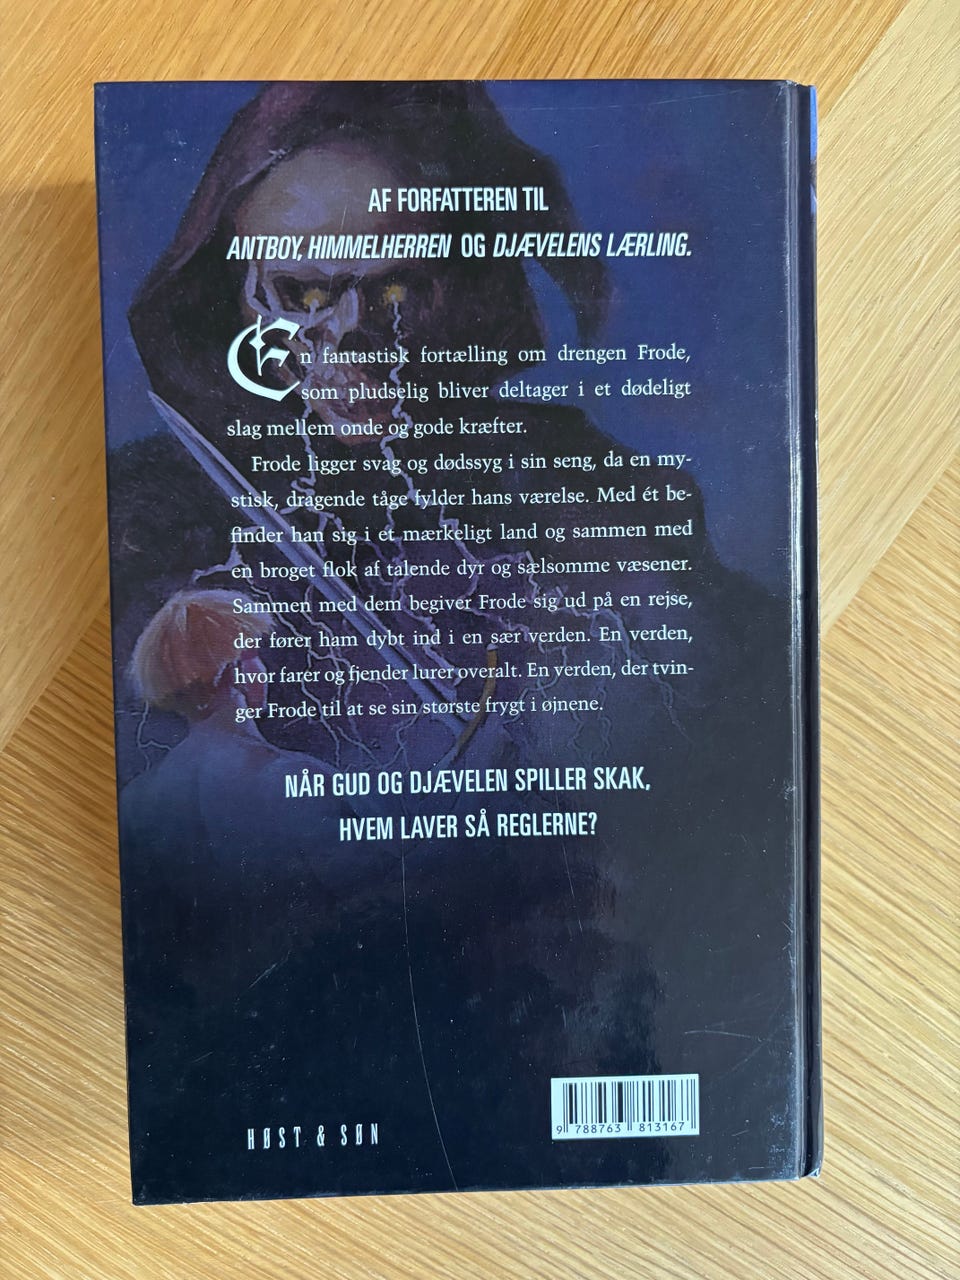 AF FORFATTEREN TIL
ANTBOY, HIMMELHERREN OG DJÆVELENS LÆRLING.
En fantastisk fortælling om drengen Frode,
som pludselig bliver deltager i et dødeligt
slag mellem onde og gode kræfter.
Frode ligger svag og dødssyg i sin seng, da en my-
stisk, dragende tåge fylder hans værelse. Med ét be-
finder han sig i et mærkeligt land og sammen med
en broget flok af talende dyr og sælsomme væsener.
Sammen med dem begiver Frode sig ud på en rejse,
der fører ham dybt ind i en sær verden. En verden,
hvor farer og fjender lurer overalt. En verden, der tvin-
ger Frode til at se sin største frygt i øjnene.
NÅR GUD OG DJÆVELEN SPILLER SKAK,
HVEM LAVER SÅ REGLERNE?
HØST & SØN
9 788763 813167